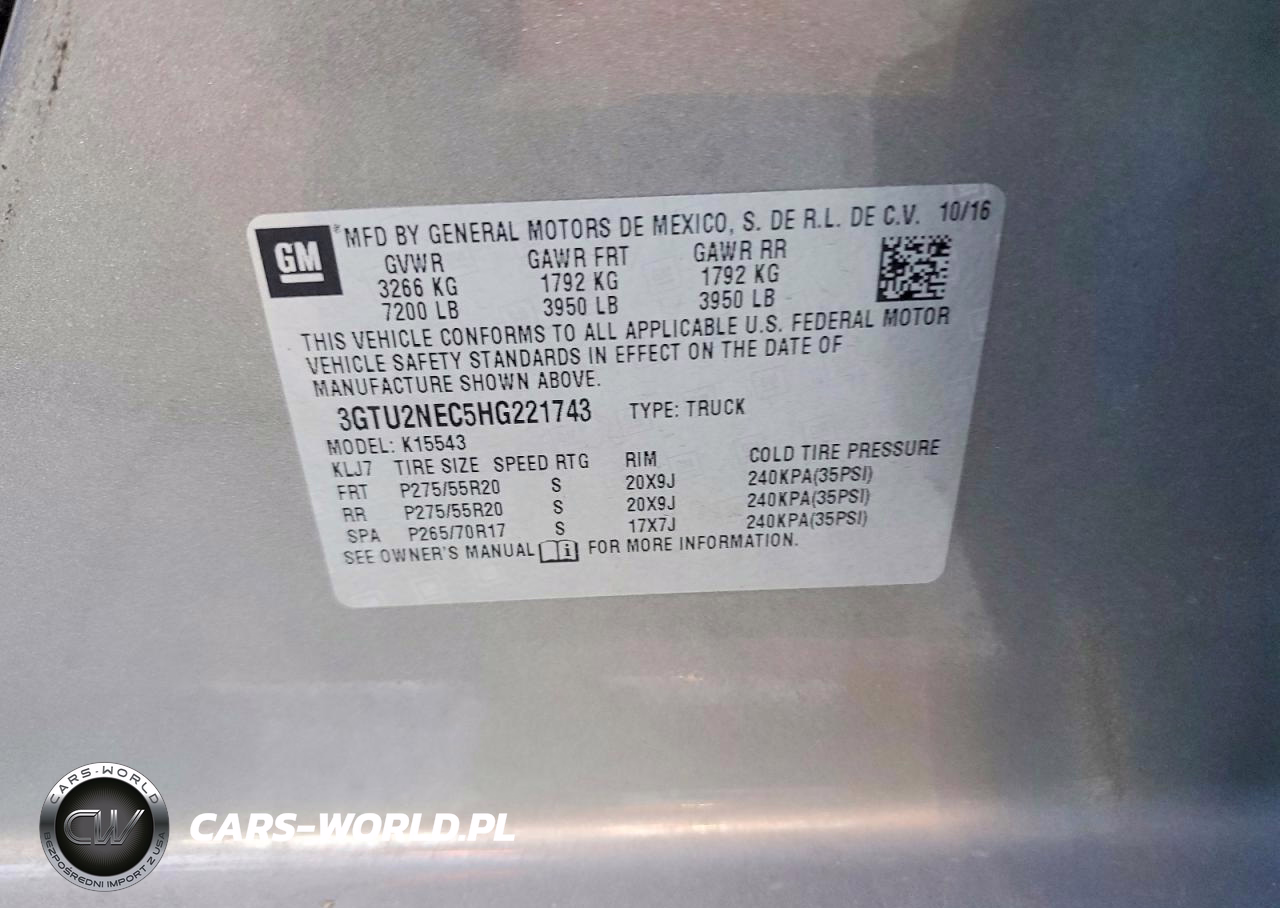 GM
® MFD BY GENERAL MOTORS DE MEXICO, S. DE R.L. DE C.V. 10/16
GVWR GAWR FRT GAWR RR
3266 KG 1792 KG 1792 KG
7200 LB 3950 LB 3950 LB
THIS VEHICLE CONFORMS TO ALL APPLICABLE U.S. FEDERAL MOTOR
VEHICLE SAFETY STANDARDS IN EFFECT ON THE DATE OF
MANUFACTURE SHOWN ABOVE.
3GTU2NEC5HG221743 TYPE: TRUCK
MODEL: K15543
KLJ7 TIRE SIZE SPEED RTG RIM COLD TIRE PRESSURE
FRT P275/55R20 S 20X9J 240KPA(35PSI)
RR P275/55R20 S 20X9J 240KPA(35PSI)
SPA P265/70R17 S 17X7J 240KPA(35PSI)
SEE OWNER'S MANUAL i FOR MORE INFORMATION.
CARS-WORLD
CW
BEZPOŚREDNI IMPORT Z USA
CARS-WORLD.PL